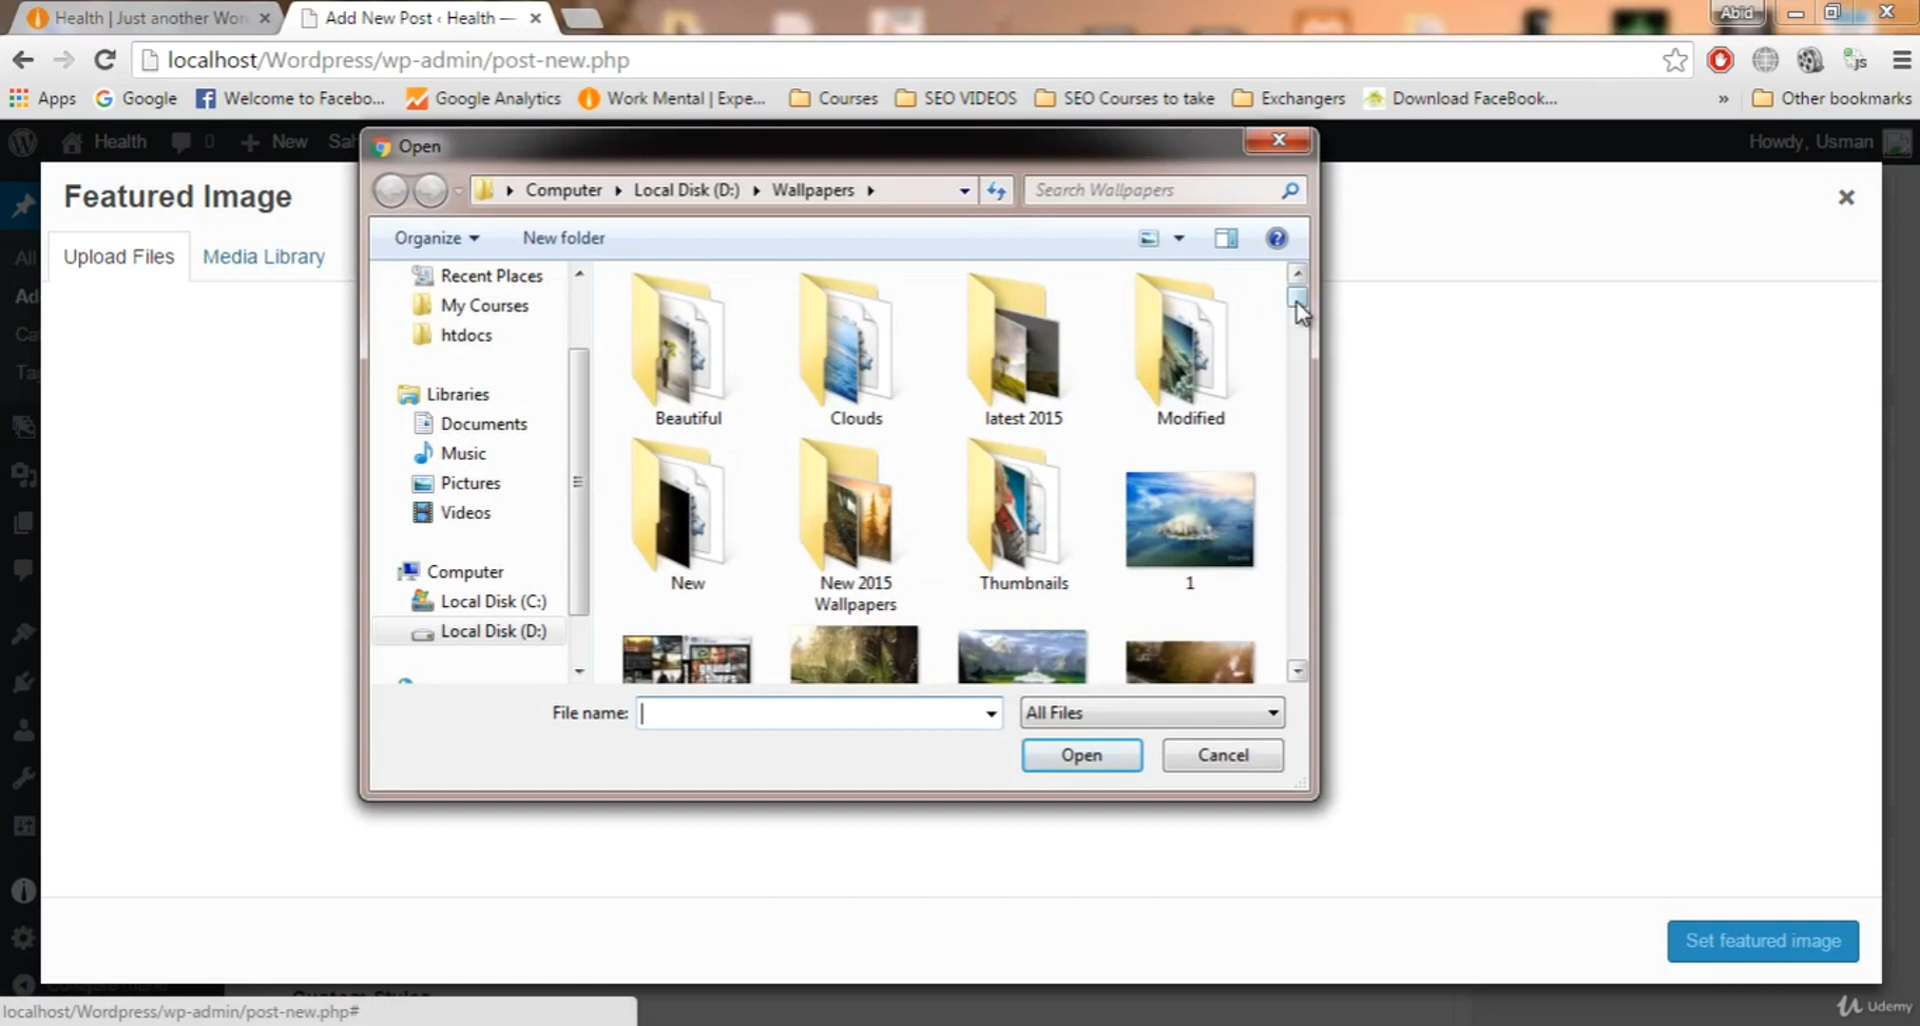 Health | Just another Wor
Add New Post ‹ Health —
Abid
localhost/Wordpress/wp-admin/post-new.php
Apps
Google
Welcome to Facebo...
Google Analytics
Work Mental | Expe...
Courses
SEO VIDEOS
SEO Courses to take
Exchangers
Download FaceBook...
»
Other bookmarks
Health
0
New
Howdy, Usman
Featured Image
Upload Files
Media Library
All
Open
Computer
Local Disk (D:)
Wallpapers
Search Wallpapers
Organize
New folder
Recent Places
My Courses
htdocs
Libraries
Documents
Music
Pictures
Videos
Computer
Local Disk (C:)
Local Disk (D:)
Beautiful
Clouds
latest 2015
Modified
New
New 2015
Wallpapers
Thumbnails
1
File name:
All Files
Open
Cancel
Set featured image
localhost/Wordpress/wp-admin/post-new.php#
Udemy